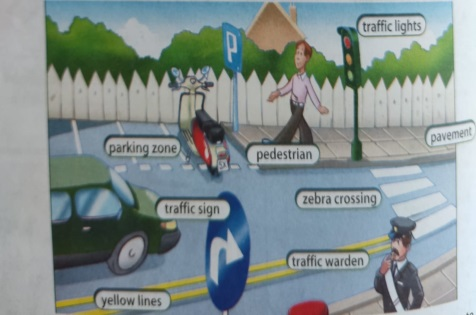 traffic lights
P
pavement
parking zone
pedestrian
traffic sign
zebra crossing
traffic warden
yellow lines